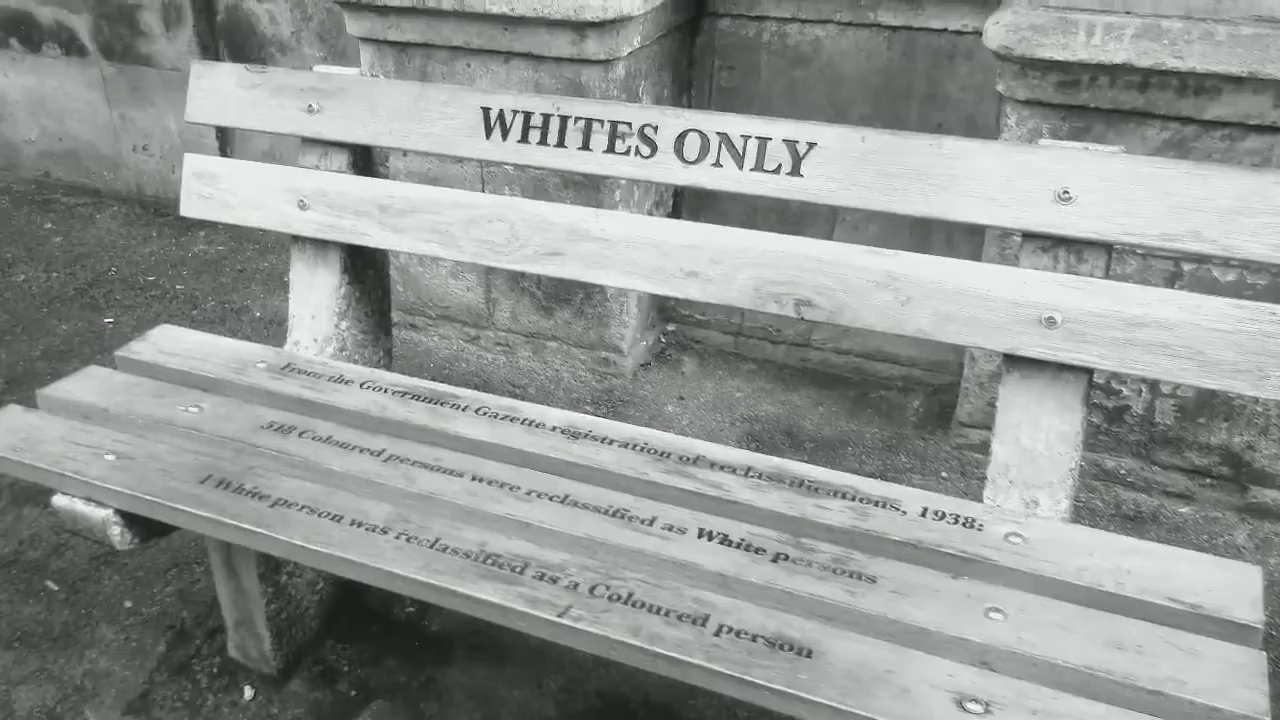 WHITES ONLY
From the Government Gazette registration of reclassifications, 1938:
518 Coloured persons were reclassified as White persons
1 White person was reclassified as a Coloured person